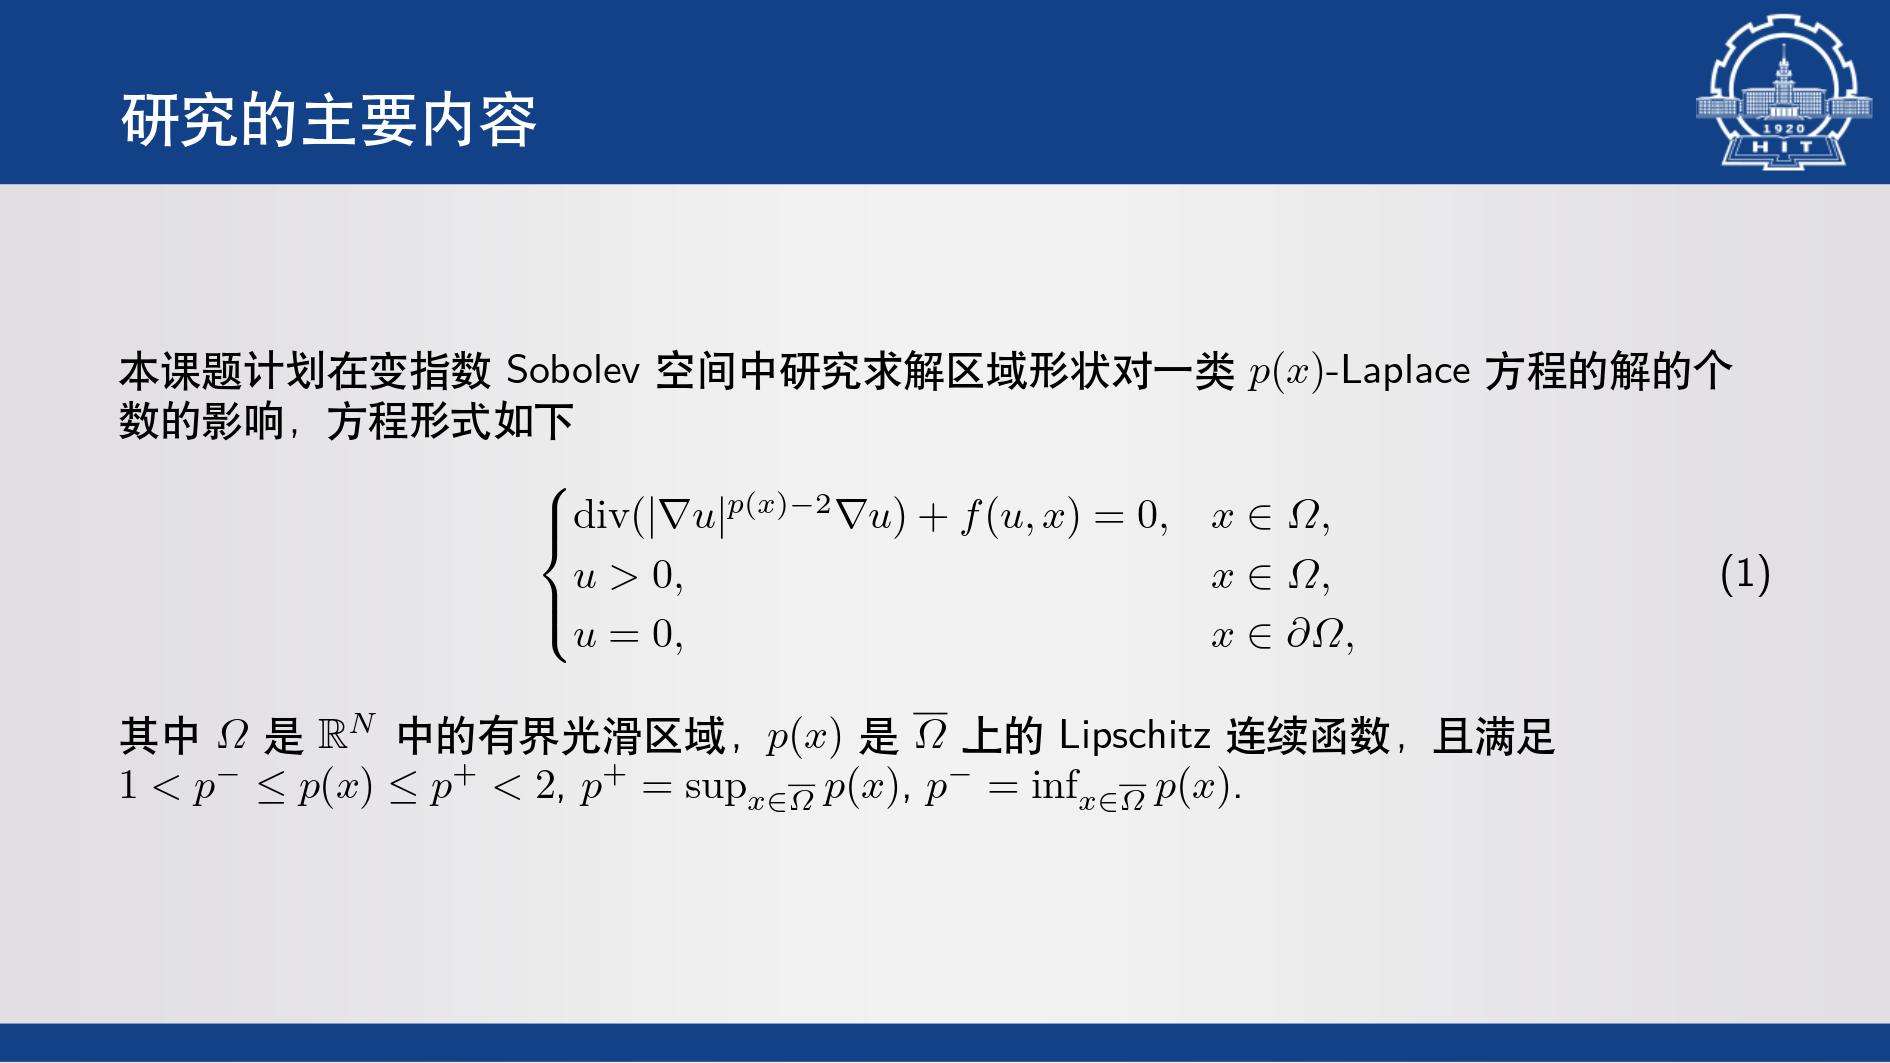 研究的主要内容
1920
HIT
本课题计划在变指数 Sobolev 空间中研究求解区域形状对一类 p(x)-Laplace 方程的解的个
数的影响，方程形式如下
div(|∇u|^{p(x)−2}∇u) + f(u, x) = 0, x ∈ Ω,
u > 0, x ∈ Ω,
u = 0, x ∈ ∂Ω,
(1)
其中 Ω 是 ℝ^N 中的有界光滑区域，p(x) 是 \overline{Ω} 上的 Lipschitz 连续函数，且满足
1 < p^− ≤ p(x) ≤ p^+ < 2, p^+ = sup_{x∈\overline{Ω}} p(x), p^− = inf_{x∈\overline{Ω}} p(x).